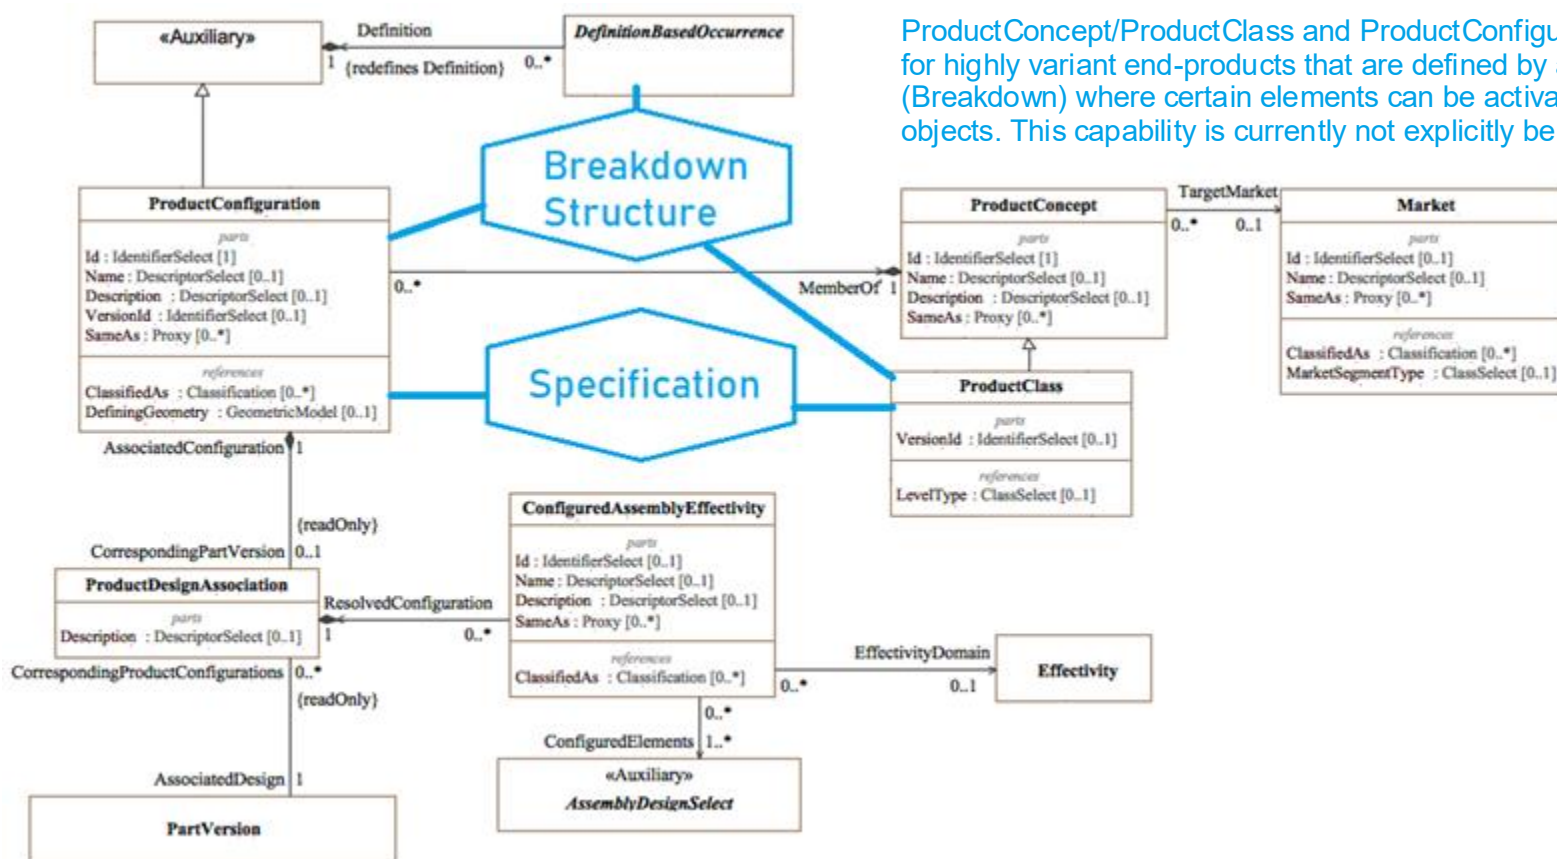 «Auxiliary»
Definition
1
{redefines Definition}
0..*
DefinitionBasedOccurrence
ProductConcept/ProductClass and ProductConfigu
for highly variant end-products that are defined by a
(Breakdown) where certain elements can be activa
objects. This capability is currently not explicitly be
Breakdown
Structure
ProductConfiguration
parts
Id : IdentifierSelect [1]
Name : DescriptorSelect [0..1]
Description : DescriptorSelect [0..1]
VersionId : IdentifierSelect [0..1]
SameAs : Proxy [0..*]
references
ClassifiedAs : Classification [0..*]
DefiningGeometry : GeometricModel [0..1]
0..*
MemberOf 1
ProductConcept
parts
Id : IdentifierSelect [1]
Name : DescriptorSelect [0..1]
Description : DescriptorSelect [0..1]
SameAs : Proxy [0..*]
TargetMarket
0..*
0..1
Market
parts
Id : IdentifierSelect [0..1]
Name : DescriptorSelect [0..1]
SameAs : Proxy [0..*]
references
ClassifiedAs : Classification [0..*]
MarketSegmentType : ClassSelect [0..1]
Specification
ProductClass
parts
VersionId : IdentifierSelect [0..1]
references
LevelType : ClassSelect [0..1]
AssociatedConfiguration 1
{readOnly}
CorrespondingPartVersion 0..1
ProductDesignAssociation
parts
Description : DescriptorSelect [0..1]
ResolvedConfiguration
1
0..*
ConfiguredAssemblyEffectivity
parts
Id : IdentifierSelect [0..1]
Name : DescriptorSelect [0..1]
Description : DescriptorSelect [0..1]
SameAs : Proxy [0..*]
references
ClassifiedAs : Classification [0..*]
EffectivityDomain
0..*
0..1
Effectivity
CorrespondingProductConfigurations 0..*
{readOnly}
AssociatedDesign 1
PartVersion
0..*
ConfiguredElements 1..*
«Auxiliary»
AssemblyDesignSelect